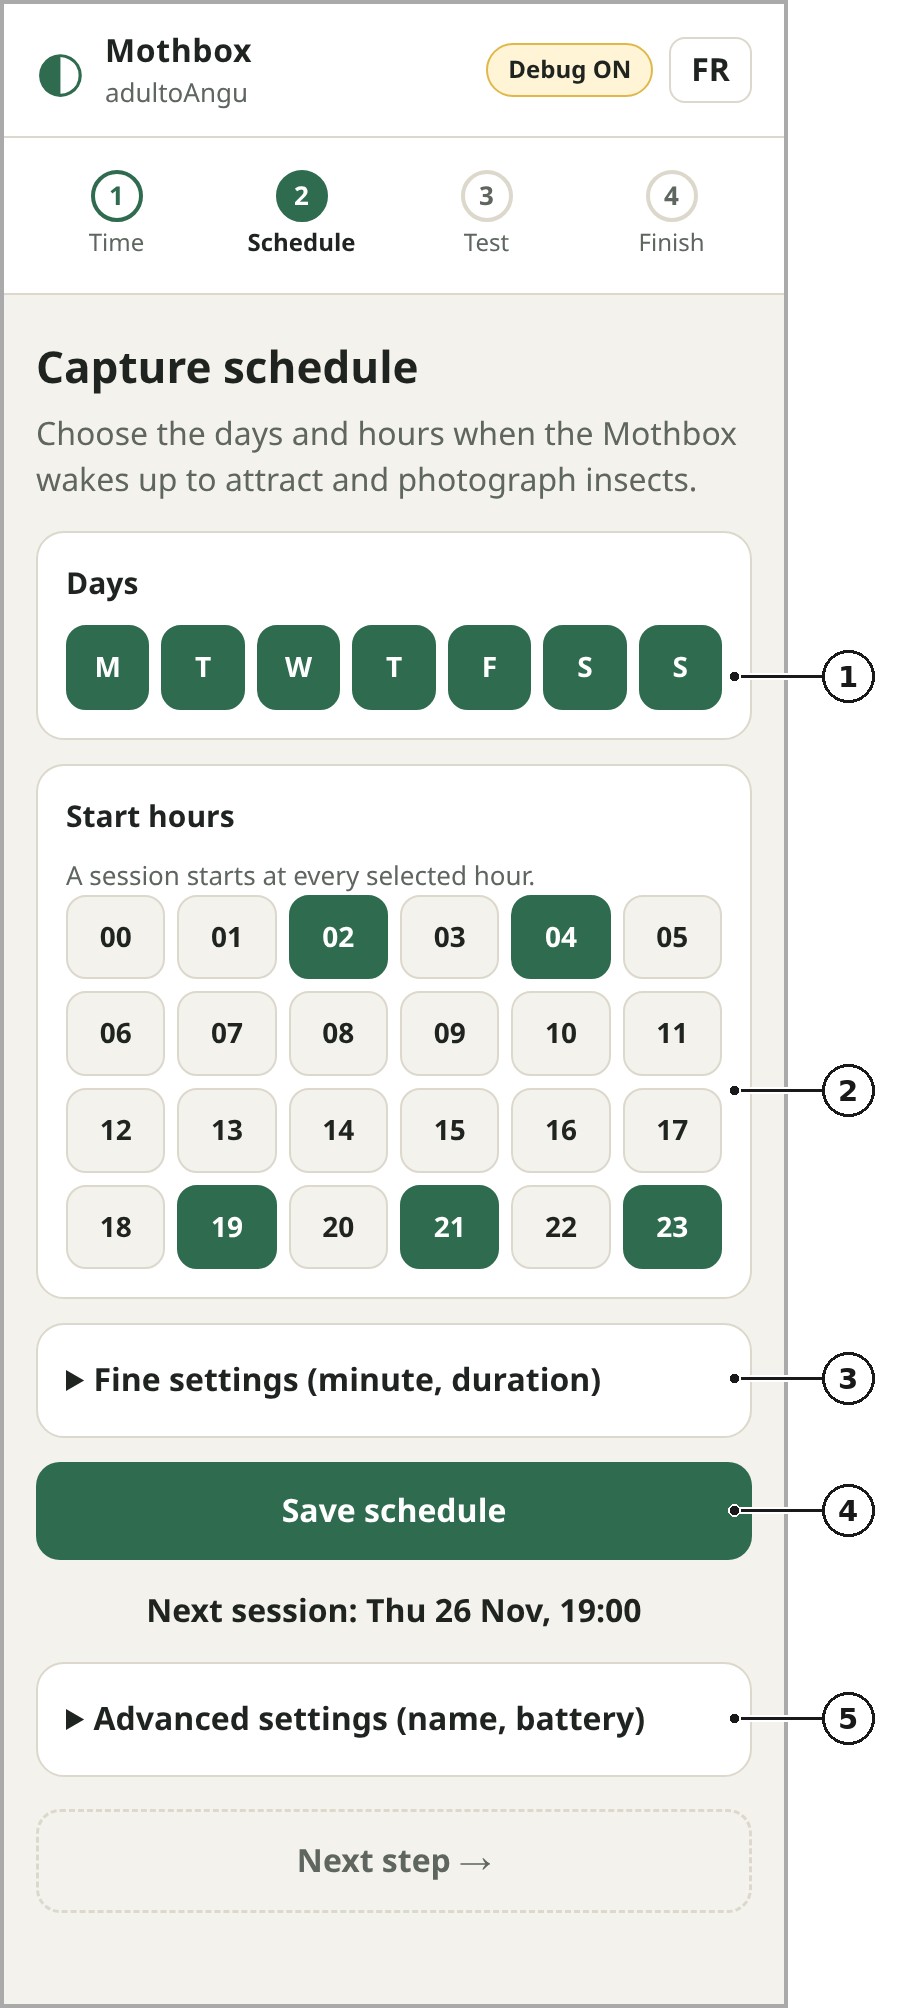 Mothbox
adultoAngu
Debug ON
FR
1
2
3
4
Time
Schedule
Test
Finish
Capture schedule
Choose the days and hours when the Mothbox
wakes up to attract and photograph insects.
Days
M T W T F S S
1
Start hours
A session starts at every selected hour.
00 01 02 03 04 05
06 07 08 09 10 11
2
12 13 14 15 16 17
18 19 20 21 22 23
▶ Fine settings (minute, duration)
3
Save schedule
4
Next session: Thu 26 Nov, 19:00
▶ Advanced settings (name, battery)
5
Next step →